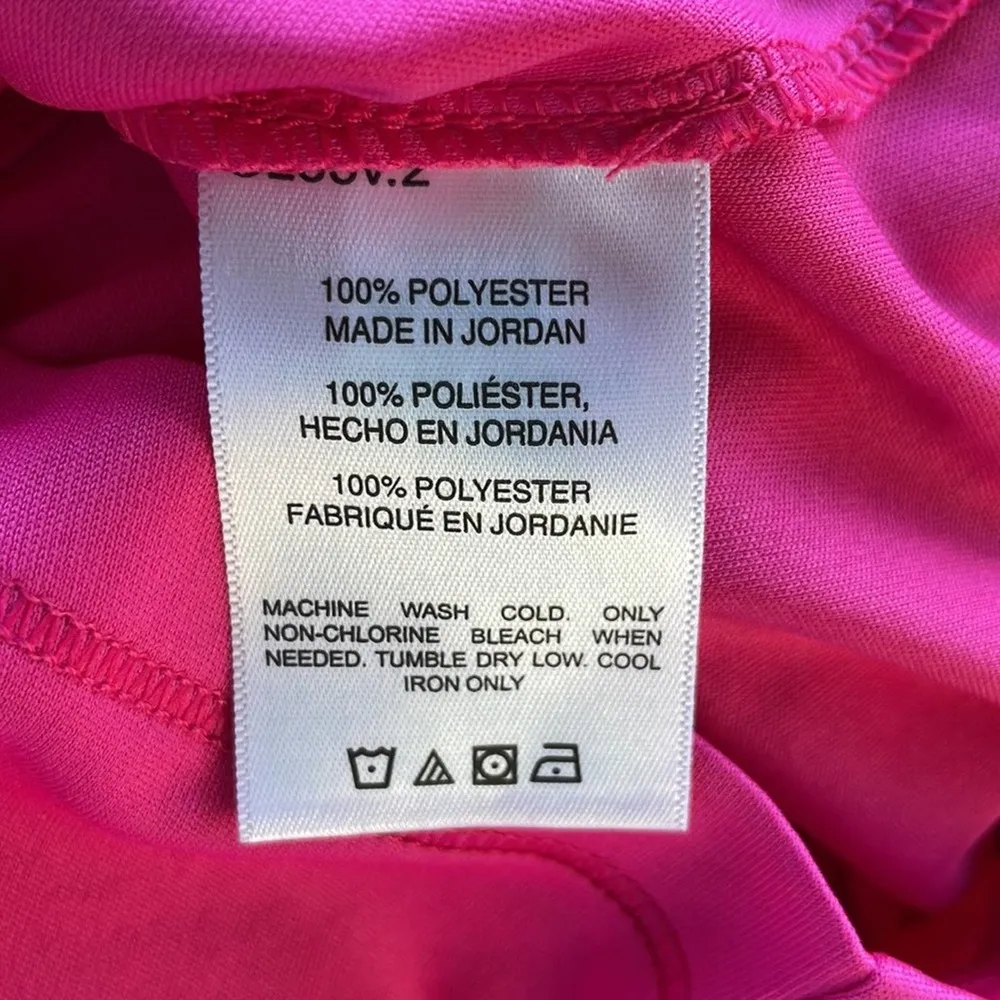 100% POLYESTER
MADE IN JORDAN
100% POLIÉSTER,
HECHO EN JORDANIA
100% POLYESTER
FABRIQUÉ EN JORDANIE
MACHINE WASH COLD. ONLY
NON-CHLORINE BLEACH WHEN
NEEDED. TUMBLE DRY LOW. COOL
IRON ONLY